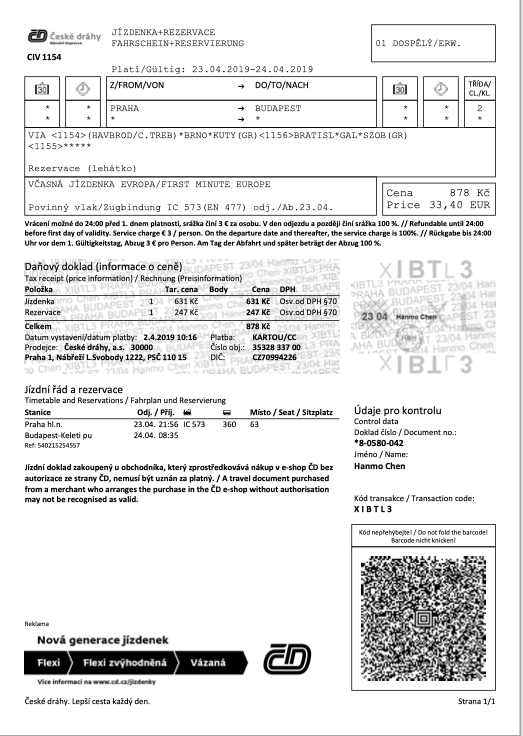 České dráhy
Národní dopravce
CIV 1154
JÍZDENKA+REZERVACE
FAHRSCHEIN+RESERVIERUNG
01 DOSPĚLÝ/ERW.
Platí/Gültig: 23.04.2019-24.04.2019
Z/FROM/VON → DO/TO/NACH
TŘÍDA/
CL./KL.
* * PRAHA → BUDAPEST * * 2
* * * → * * * *
VIA <1154>(HAVBROD/C.TREB)*BRNO*KUTY(GR)<1156>BRATISL*GAL*SZOB(GR)
<1155>*****
Rezervace (lehátko)
VČASNÁ JÍZDENKA EVROPA/FIRST MINUTE EUROPE
Povinný vlak/Zugbindung IC 573(EN 477) odj./Ab.23.04.
Cena 878 Kč
Price 33,40 EUR
Vrácení možné do 24:00 před 1. dnem platnosti, srážka činí 3 € za osobu. V den odjezdu a později činí srážka 100 %. // Refundable until 24:00
before first day of validity. Service charge € 3 / person. On the departure date and thereafter, the service charge is 100%. // Rückgabe bis 24:00
Uhr vor dem 1. Gültigkeitstag, Abzug 3 € pro Person. Am Tag der Abfahrt und später beträgt der Abzug 100 %.
Daňový doklad (informace o ceně)
Tax receipt (price information) / Rechnung (Preisinformation)
Položka Tar. cena Body Cena DPH
Jízdenka 1 631 Kč 631 Kč Osv.od DPH §70
Rezervace 1 247 Kč 247 Kč Osv.od DPH §70
Celkem 878 Kč
Datum vystavení/datum platby: 2.4.2019 10:16 Platba: KARTOU/CC
Prodejce: České dráhy, a.s. 30000 Číslo obj.: 35328 337 00
Praha 1, Nábřeží L.Svobody 1222, PSČ 110 15 DIČ: CZ70994226
XIBTL3
23 04 Hanmo Chen
XIBTL3
Jízdní řád a rezervace
Timetable and Reservations / Fahrplan und Reservierung
Stanice Odj. / Příj. Místo / Seat / Sitzplatz
Praha hl.n. 23.04. 21:56 IC 573 360 63
Budapest-Keleti pu 24.04. 08:35
Ref: 540215254557
Jízdní doklad zakoupený u obchodníka, který zprostředkovává nákup v e-shop ČD bez
autorizace ze strany ČD, nemusí být uznán za platný. / A travel document purchased
from a merchant who arranges the purchase in the ČD e-shop without authorisation
may not be recognised as valid.
Údaje pro kontrolu
Control data
Doklad číslo / Document no.:
*8-0580-042
Jméno / Name:
Hanmo Chen
Kód transakce / Transaction code:
X I B T L 3
Kód nepřehýbejte! / Do not fold the barcode!
Barcode nicht knicken!
Reklama
Nová generace jízdenek
Flexi Flexi zvýhodněná Vázaná
Více informací na www.cd.cz/jizdenky
České dráhy. Lepší cesta každý den.
Strana 1/1